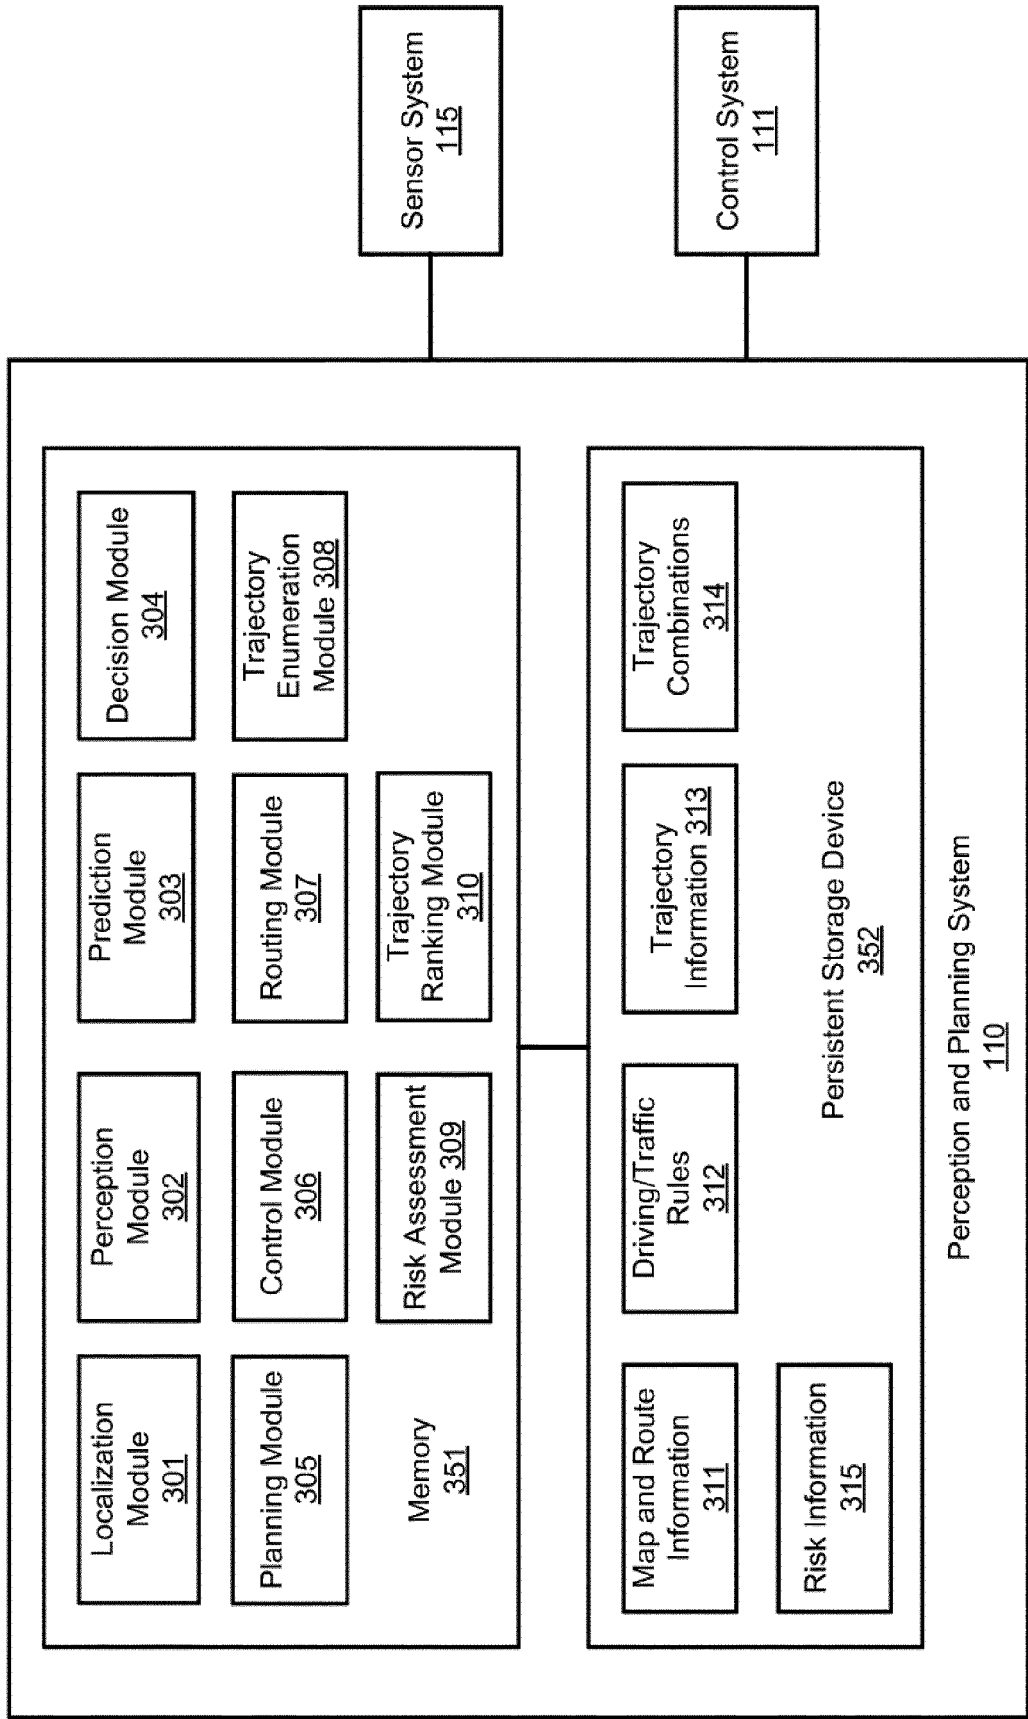 Localization
Module
301
Perception
Module
302
Prediction
Module
303
Decision Module
304
Planning Module
305
Control Module
306
Routing Module
307
Trajectory
Enumeration
Module 308
Memory
351
Risk Assessment
Module 309
Trajectory
Ranking Module
310
Map and Route
Information
311
Driving/Traffic
Rules
312
Trajectory
Information 313
Trajectory
Combinations
314
Risk Information
315
Persistent Storage Device
352
Perception and Planning System
110
Sensor System
115
Control System
111